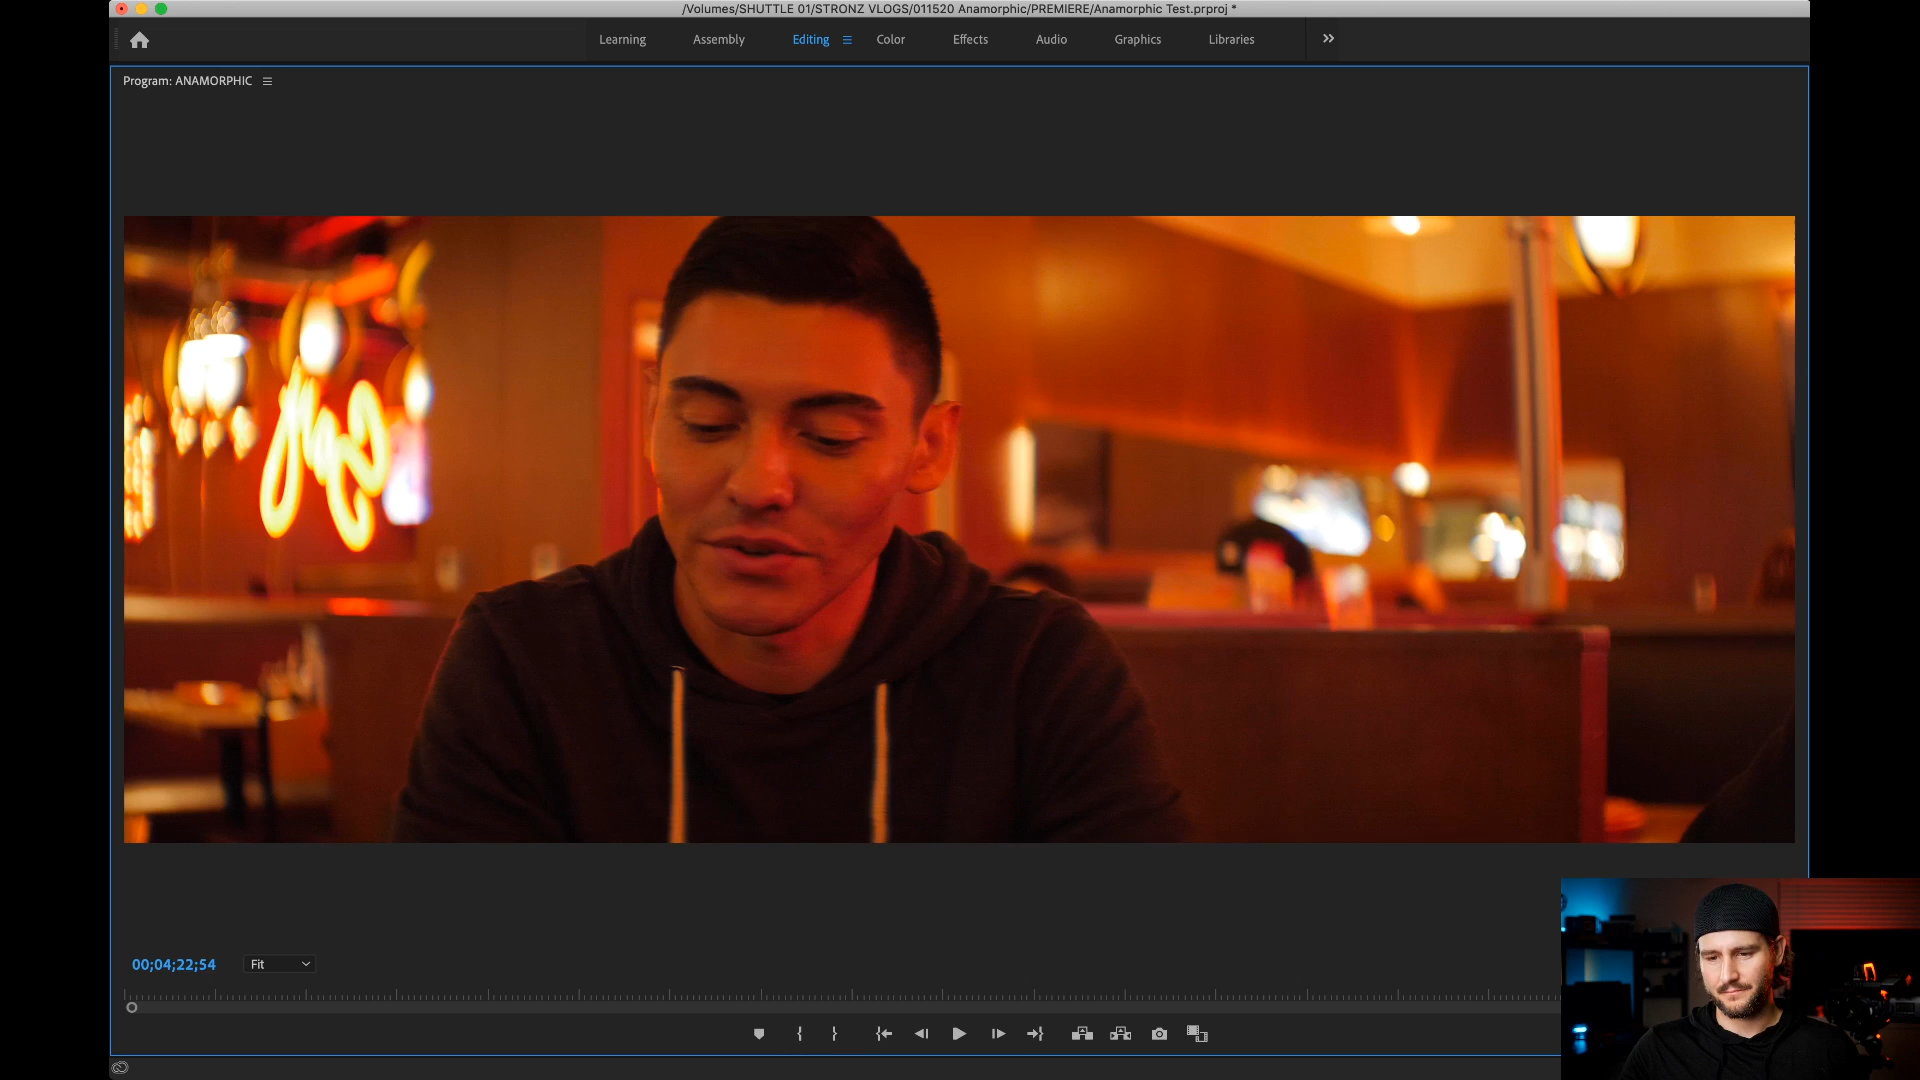 /Volumes/SHUTTLE 01/STRONZ VLOGS/011520 Anamorphic/PREMIERE/Anamorphic Test.prproj *
Learning Assembly Editing Color Effects Audio Graphics Libraries
Program: ANAMORPHIC
00;04;22;54 Fit